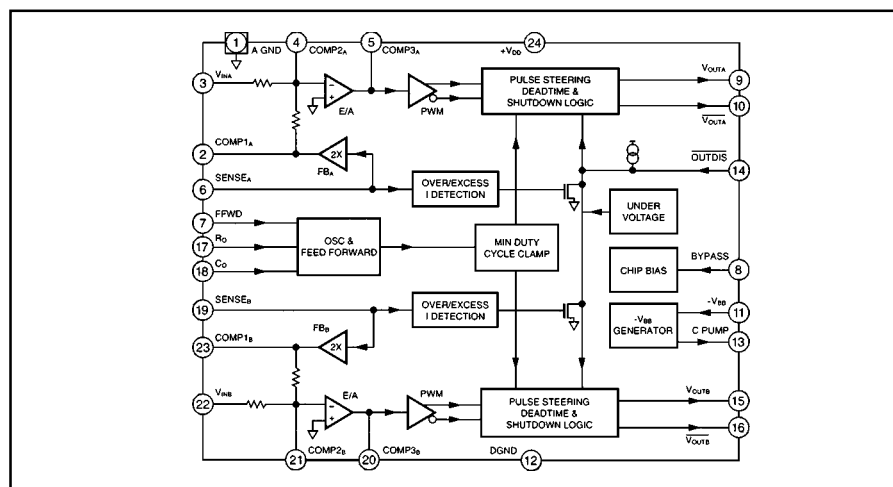 1 A GND 4 COMP2A 5 COMP3A +VDD 24
3 VINA
E/A
PWM
PULSE STEERING
DEADTIME &
SHUTDOWN LOGIC
VOUTA 9
VOUTA 10
2 COMP1A
2X
FBA
OUTDIS 14
6 SENSEA
OVER/EXCESS
I DETECTION
UNDER
VOLTAGE
7 FFWD
17 RO
18 CO
OSC &
FEED FORWARD
MIN DUTY
CYCLE CLAMP
CHIP BIAS
BYPASS 8
19 SENSEB
OVER/EXCESS
I DETECTION
-VBB
GENERATOR
-VBB 11
C PUMP 13
FBB
2X
23 COMP1B
22 VINB
E/A
PWM
PULSE STEERING
DEADTIME &
SHUTDOWN LOGIC
VOUTB 15
VOUTB 16
21 COMP2B 20 COMP3B DGND 12